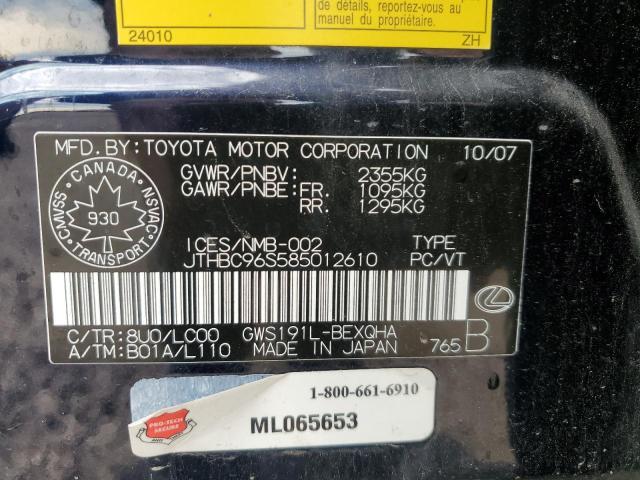 de détails, reportez-vous au
manuel du propriétaire.
24010 ZH
MFD. BY: TOYOTA MOTOR CORPORATION 10/07
GVWR/PNBV: 2355KG
GAWR/PNBE: FR. 1095KG
RR. 1295KG
CANADA
CMVSS
930
NSVAC
ICES/NMB-002 TYPE
JTHBC96S585012610 PC/VT
C/TR: 8U0/LC00 GWS191L-BEXQHA
A/TM: B01A/L110 MADE IN JAPAN 765 B
1-800-661-6910
PRO-TECH
SECURE
ML065653